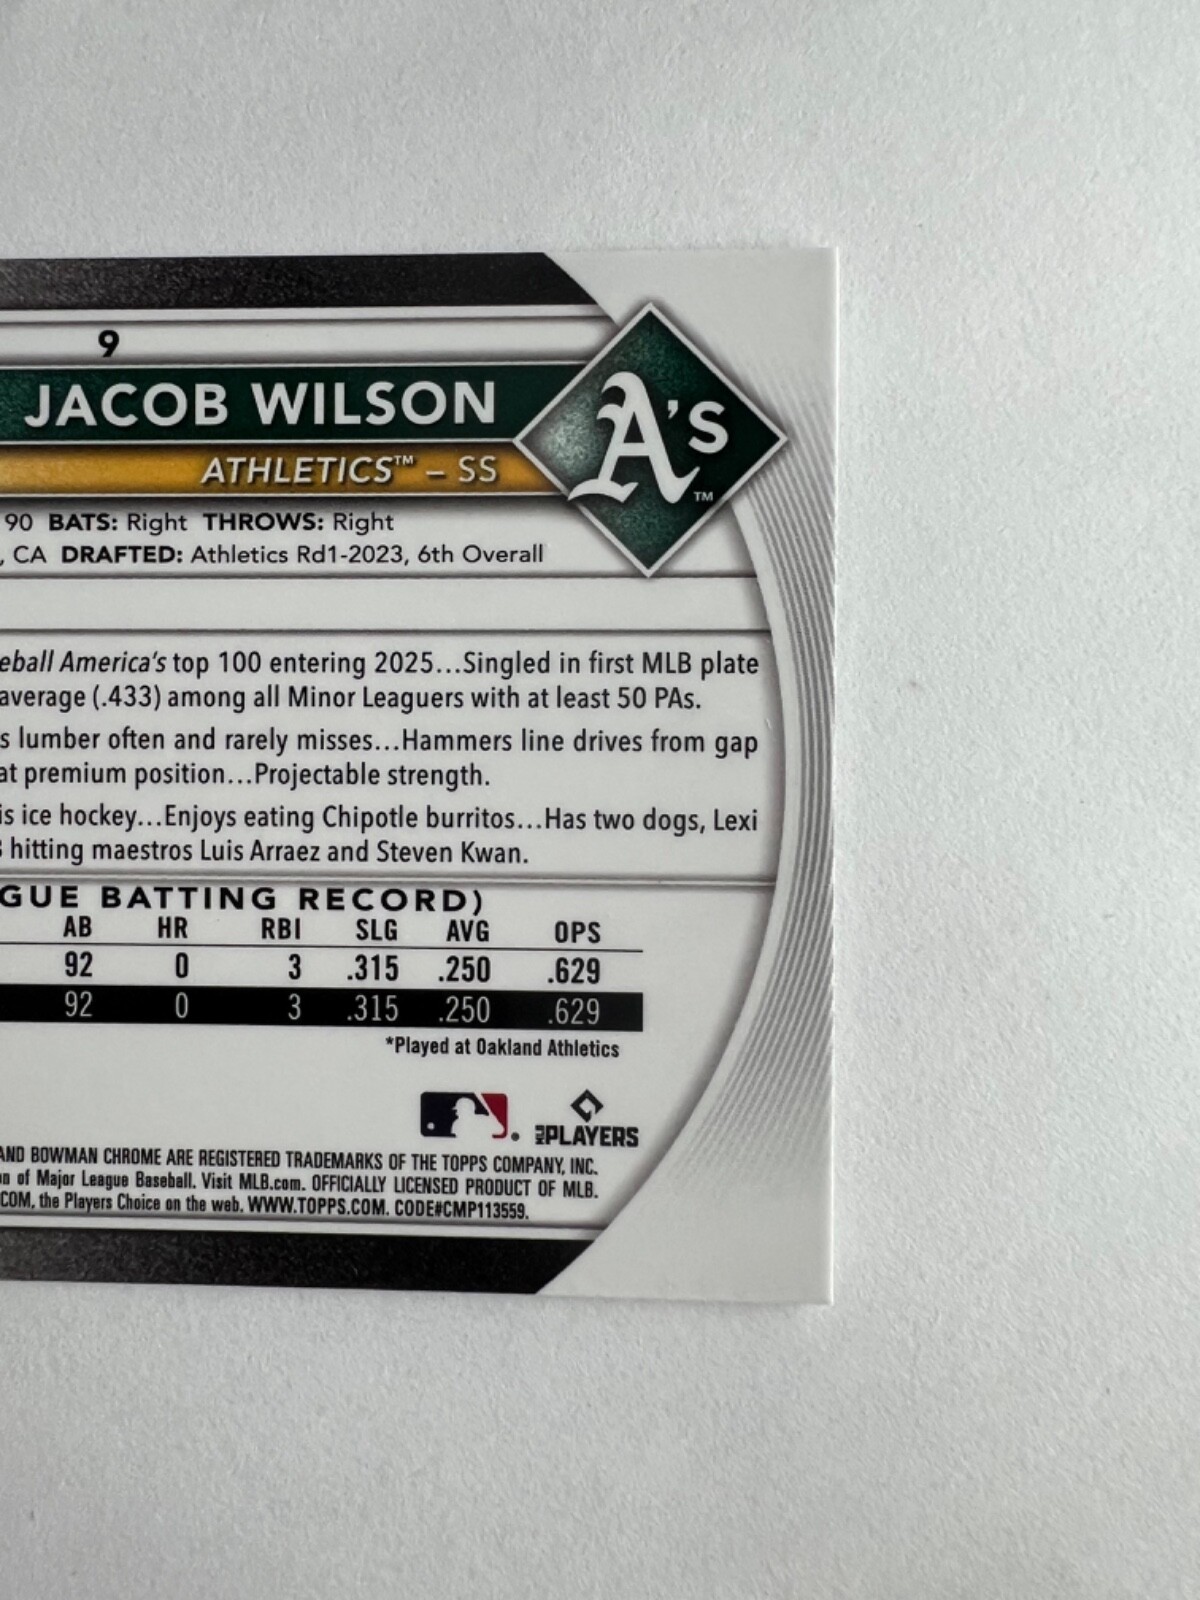 9
JACOB WILSON
A's™
ATHLETICS™ – SS
90 BATS: Right THROWS: Right
, CA DRAFTED: Athletics Rd1-2023, 6th Overall
eball America's top 100 entering 2025...Singled in first MLB plate
average (.433) among all Minor Leaguers with at least 50 PAs.
s lumber often and rarely misses...Hammers line drives from gap
at premium position...Projectable strength.
is ice hockey...Enjoys eating Chipotle burritos...Has two dogs, Lexi
hitting maestros Luis Arraez and Steven Kwan.
GUE BATTING RECORD)
AB HR RBI SLG AVG OPS
92 0 3 .315 .250 .629
92 0 3 .315 .250 .629
*Played at Oakland Athletics
MLB PLAYERS
AND BOWMAN CHROME ARE REGISTERED TRADEMARKS OF THE TOPPS COMPANY, INC.
n of Major League Baseball. Visit MLB.com. OFFICIALLY LICENSED PRODUCT OF MLB.
COM, the Players Choice on the web. WWW.TOPPS.COM. CODE#CMP113559.